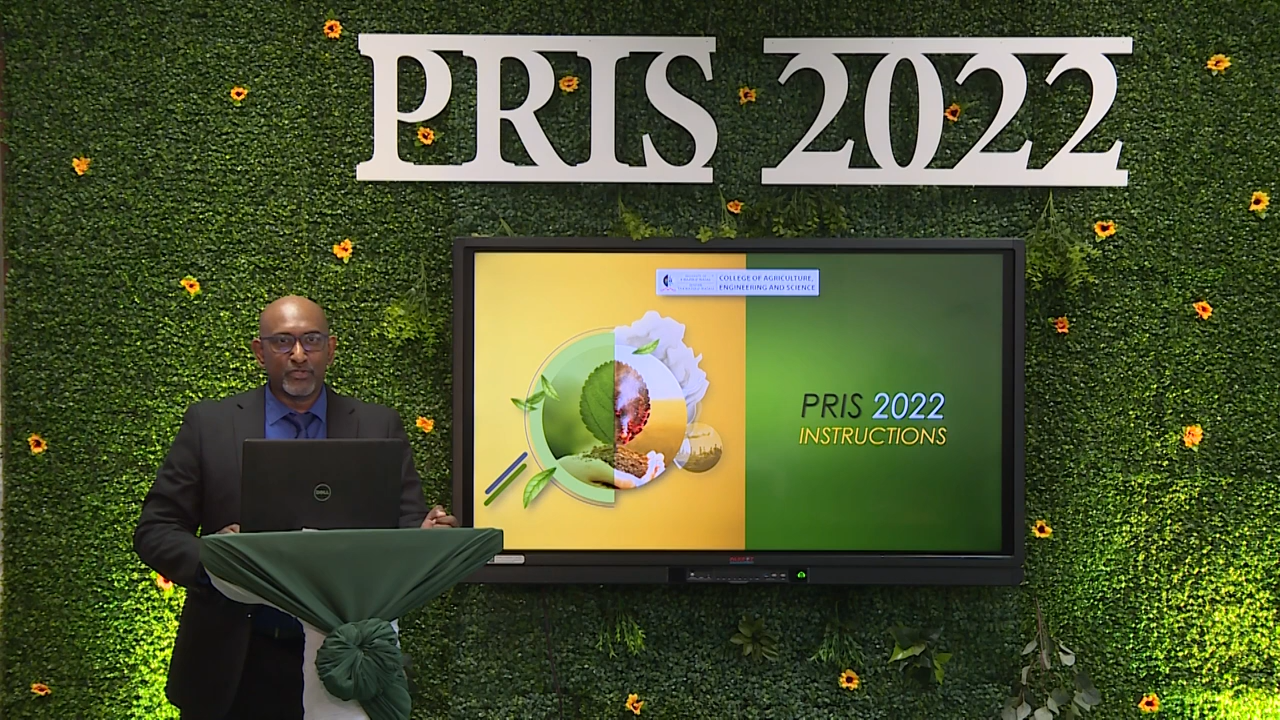 PRIS 2022
COLLEGE OF AGRICULTURE,
ENGINEERING AND SCIENCE
PRIS 2022
INSTRUCTIONS
DELL